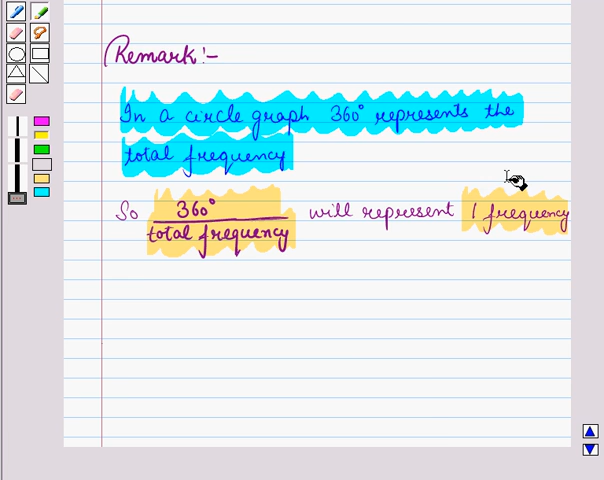 Remark:-
In a circle graph 360° represents the
total frequency
So 360°/total frequency will represent 1 frequency